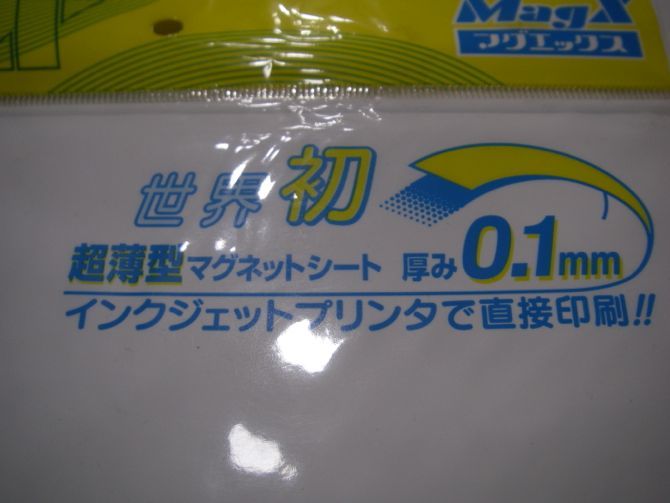 MagX
マグエックス
世界初
超薄型マグネットシート 厚み0.1mm
インクジェットプリンタで直接印刷!!